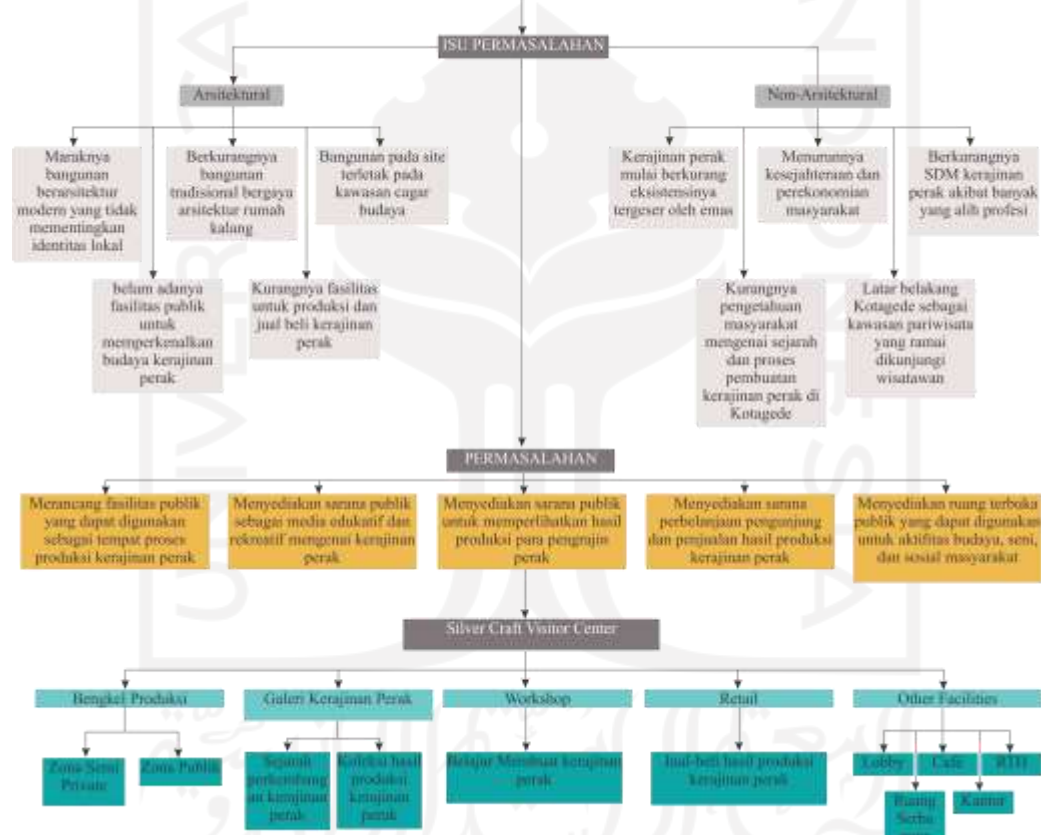 ISU PERMASALAHAN
Arsitektural
Non-Arsitektural
Maraknya
bangunan
berarsitektur
modern yang tidak
mementingkan
identitas lokal
Berkurangnya
bangunan
tradisional bergaya
arsitektur rumah
kalang
Bangunan pada site
terletak pada
kawasan cagar
budaya
Kerajinan perak
mulai berkurang
eksistensinya
tergeser oleh emas
Menurunnya
kesejahteraan dan
perekonomian
masyarakat
Berkurangnya
SDM kerajinan
perak akibat banyak
yang alih profesi
belum adanya
fasilitas publik
untuk
memperkenalkan
budaya kerajinan
perak
Kurangnya fasilitas
untuk produksi dan
jual beli kerajinan
perak
Kurangnya
pengetahuan
masyarakat
mengenai sejarah
dan proses
pembuatan
kerajinan perak di
Kotagede
Latar belakang
Kotagede sebagai
kawasan pariwisata
yang ramai
dikunjungi
wisatawan
PERMASALAHAN
Merancang fasilitas publik
yang dapat digunakan
sebagai tempat proses
produksi kerajinan perak
Menyediakan sarana publik
sebagai media edukatif dan
rekreatif mengenai kerajinan
perak
Menyediakan sarana publik
untuk memperlihatkan hasil
produksi para pengrajin
perak
Menyediakan sarana
perbelanjaan pengunjung
dan penjualan hasil produksi
kerajinan perak
Menyediakan ruang terbuka
publik yang dapat digunakan
untuk aktifitas budaya, seni,
dan sosial masyarakat
Silver Craft Visitor Center
Bengkel Produksi
Galeri Kerajinan Perak
Workshop
Retail
Other Facilities
Zona Semi
Private
Zona Publik
Sejarah
perkembang
an kerajinan
perak
Koleksi hasil
produksi
kerajinan
perak
Belajar Membuat kerajinan
perak
Jual-beli hasil produksi
kerajinan perak
Lobby
Cafe
RTH
Ruang
Serba
Kantor